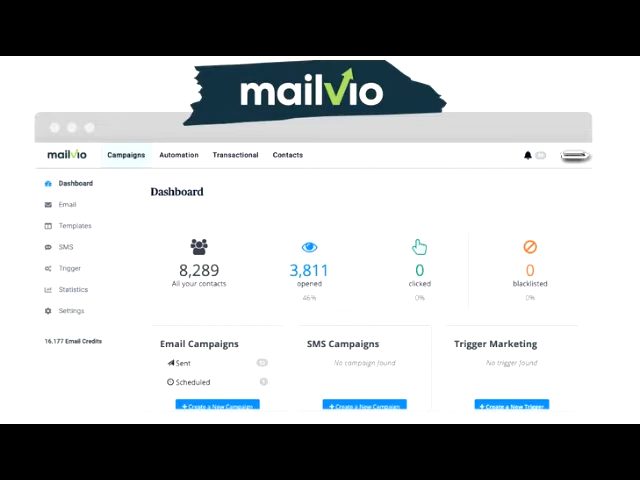 mailvio
mailvio Campaigns Automation Transactional Contacts
Dashboard
Email
Templates
SMS
Trigger
Statistics
Settings
16,177 Email Credits
Dashboard
8,289 3,811 0 0
All your contacts opened clicked blacklisted
46% 0% 0%
Email Campaigns SMS Campaigns Trigger Marketing
Sent No campaign found No trigger found
Scheduled
+ Create a New Campaign + Create a New Campaign + Create a New Trigger